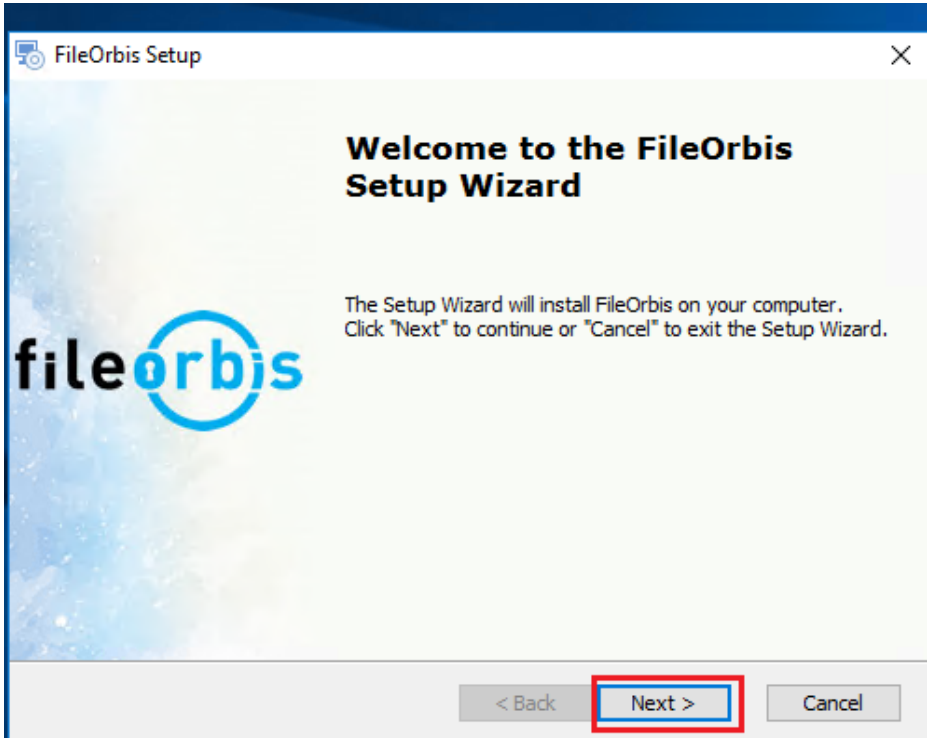 FileOrbis Setup
Welcome to the FileOrbis
Setup Wizard
The Setup Wizard will install FileOrbis on your computer.
Click "Next" to continue or "Cancel" to exit the Setup Wizard.
fileorbis
< Back Next > Cancel